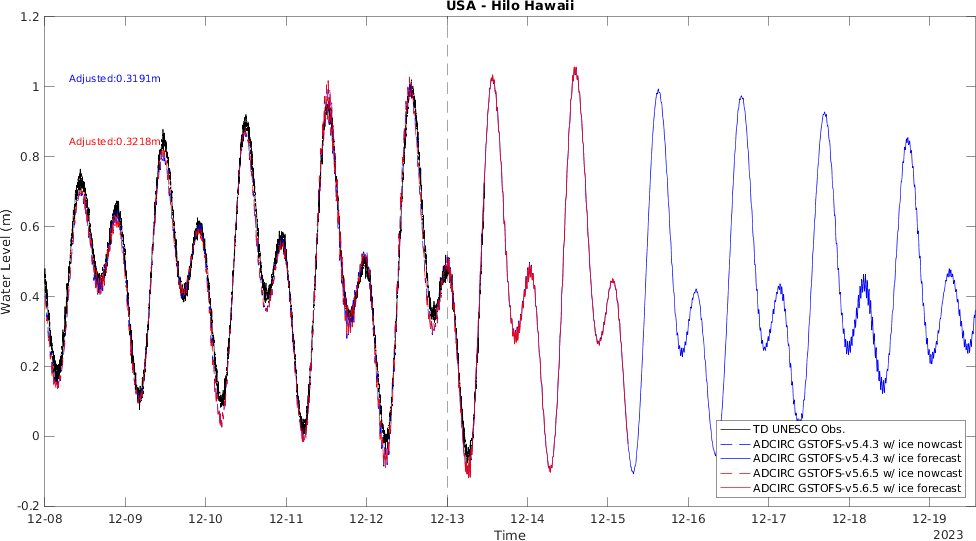 USA - Hilo Hawaii
1.2
1
0.8
0.6
0.4
0.2
0
-0.2
Water Level (m)
Adjusted:0.3191m
Adjusted:0.3218m
TD UNESCO Obs.
ADCIRC GSTOFS-v5.4.3 w/ ice nowcast
ADCIRC GSTOFS-v5.4.3 w/ ice forecast
ADCIRC GSTOFS-v5.6.5 w/ ice nowcast
ADCIRC GSTOFS-v5.6.5 w/ ice forecast
12-08 12-09 12-10 12-11 12-12 12-13 12-14 12-15 12-16 12-17 12-18 12-19
Time
2023